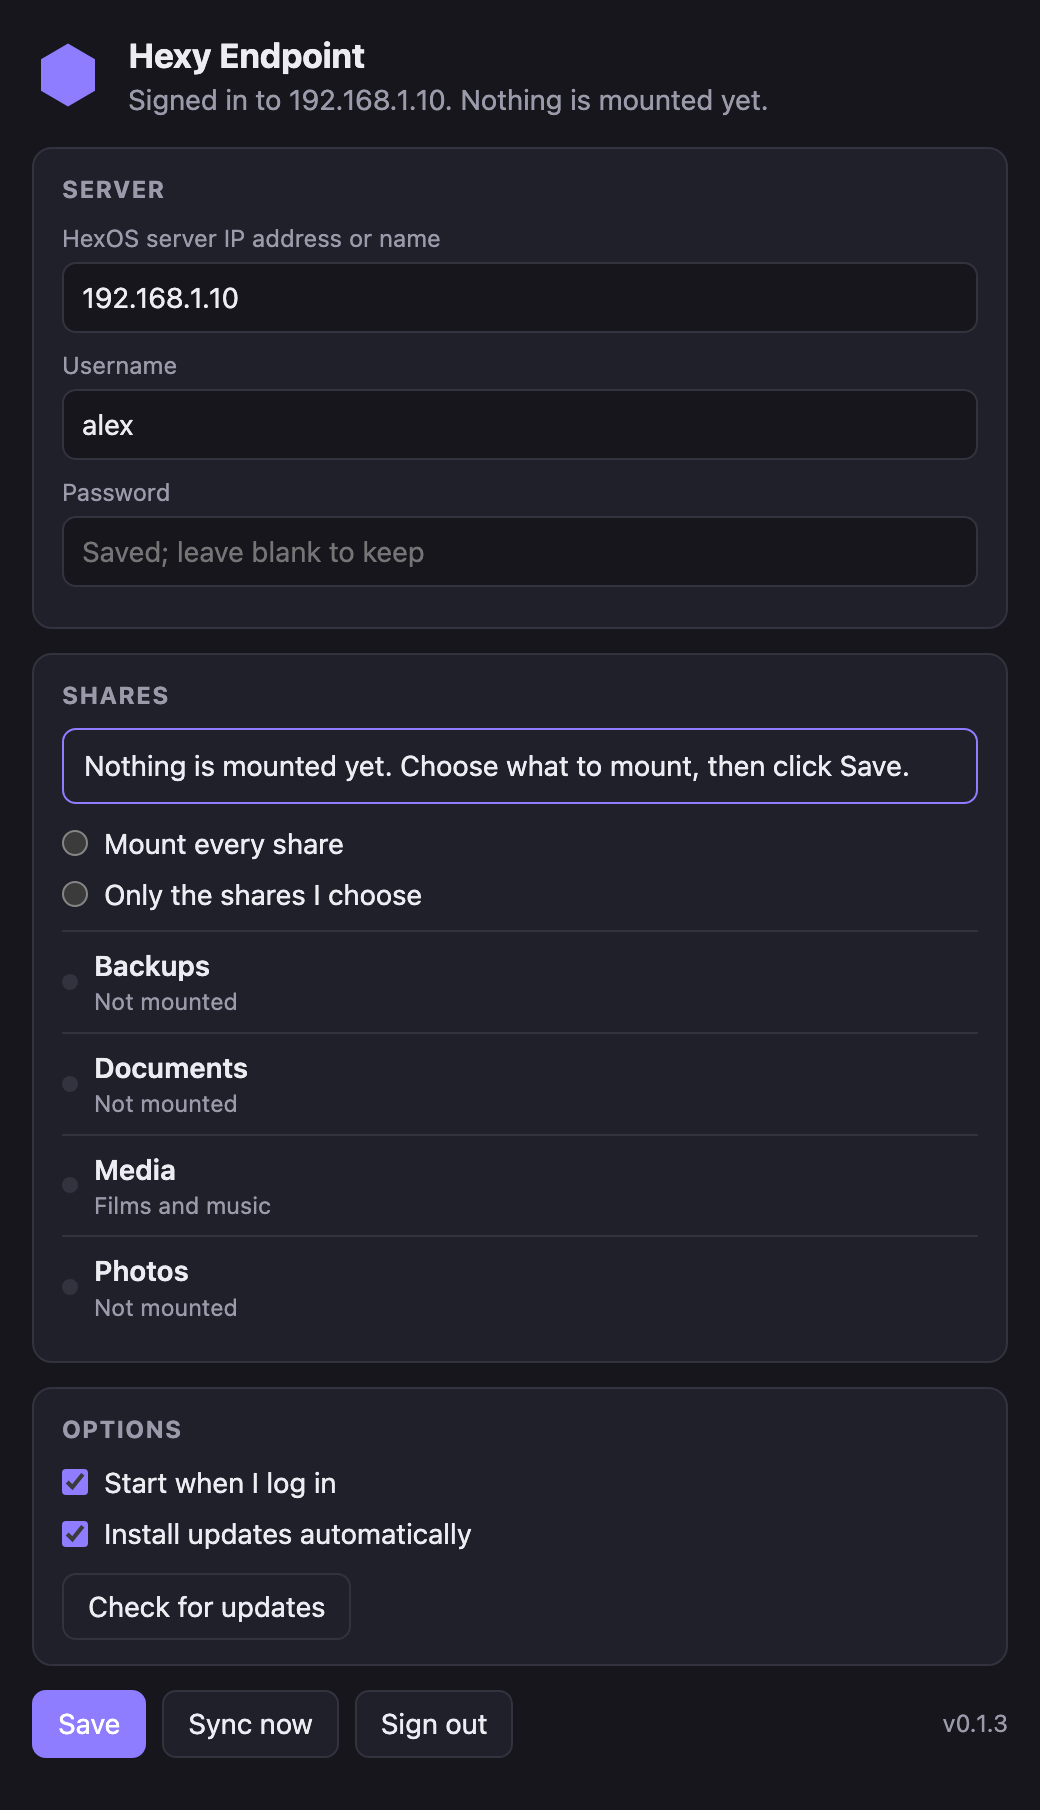 Hexy Endpoint
Signed in to 192.168.1.10. Nothing is mounted yet.
SERVER
HexOS server IP address or name
192.168.1.10
Username
alex
Password
Saved; leave blank to keep
SHARES
Nothing is mounted yet. Choose what to mount, then click Save.
Mount every share
Only the shares I choose
Backups
Not mounted
Documents
Not mounted
Media
Films and music
Photos
Not mounted
OPTIONS
Start when I log in
Install updates automatically
Check for updates
Save
Sync now
Sign out
v0.1.3